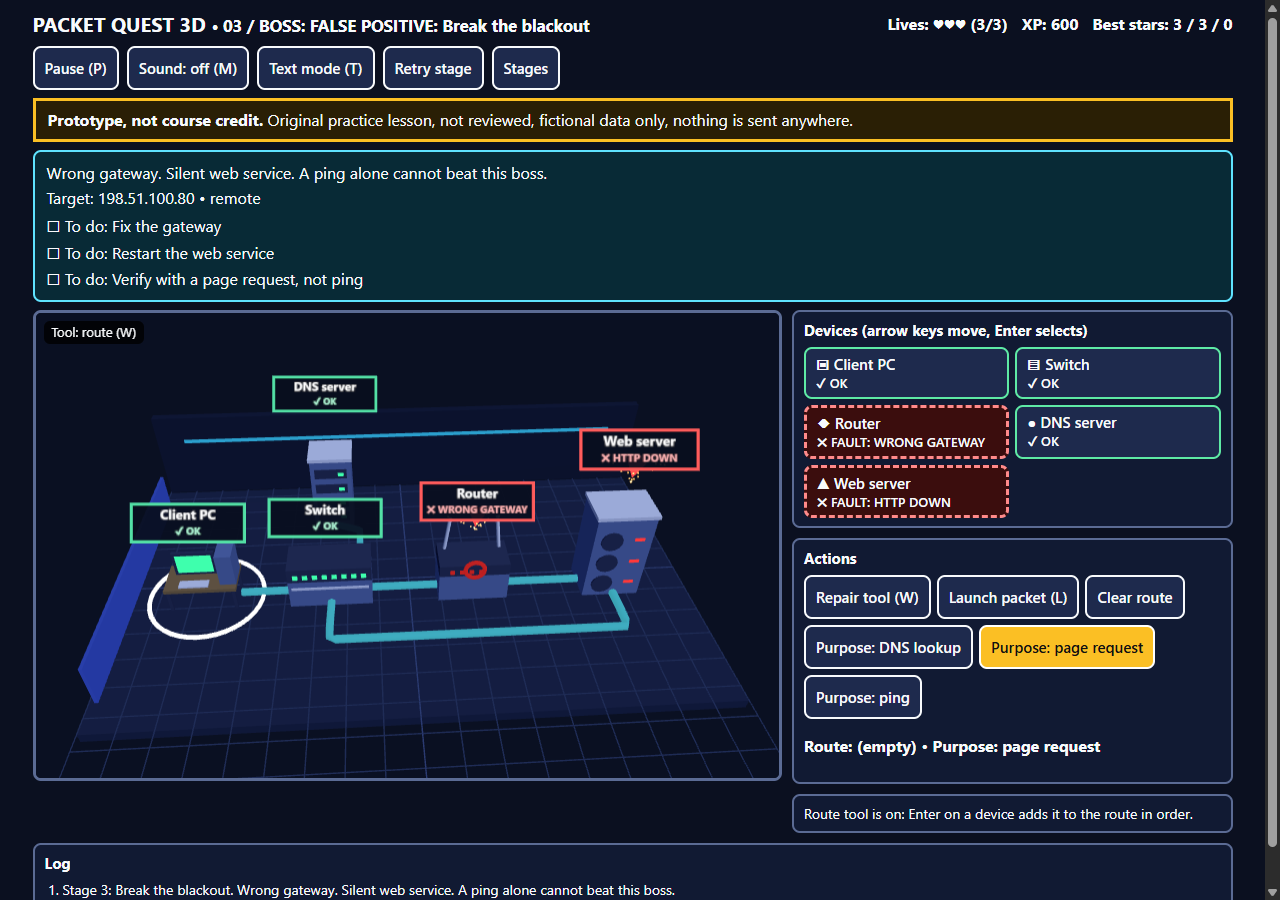 PACKET QUEST 3D • 03 / BOSS: FALSE POSITIVE: Break the blackout
Lives: ♥♥♥ (3/3) XP: 600 Best stars: 3 / 3 / 0
Pause (P) Sound: off (M) Text mode (T) Retry stage Stages
Prototype, not course credit. Original practice lesson, not reviewed, fictional data only, nothing is sent anywhere.
Wrong gateway. Silent web service. A ping alone cannot beat this boss.
Target: 198.51.100.80 • remote
☐ To do: Fix the gateway
☐ To do: Restart the web service
☐ To do: Verify with a page request, not ping
Tool: route (W)
DNS server
✓ OK
Web server
✕ HTTP DOWN
Router
✕ WRONG GATEWAY
Switch
✓ OK
Client PC
✓ OK
Devices (arrow keys move, Enter selects)
Client PC
✓ OK
Switch
✓ OK
◆ Router
✕ FAULT: WRONG GATEWAY
● DNS server
✓ OK
▲ Web server
✕ FAULT: HTTP DOWN
Actions
Repair tool (W) Launch packet (L) Clear route
Purpose: DNS lookup Purpose: page request
Purpose: ping
Route: (empty) • Purpose: page request
Route tool is on: Enter on a device adds it to the route in order.
Log
1. Stage 3: Break the blackout. Wrong gateway. Silent web service. A ping alone cannot beat this boss.